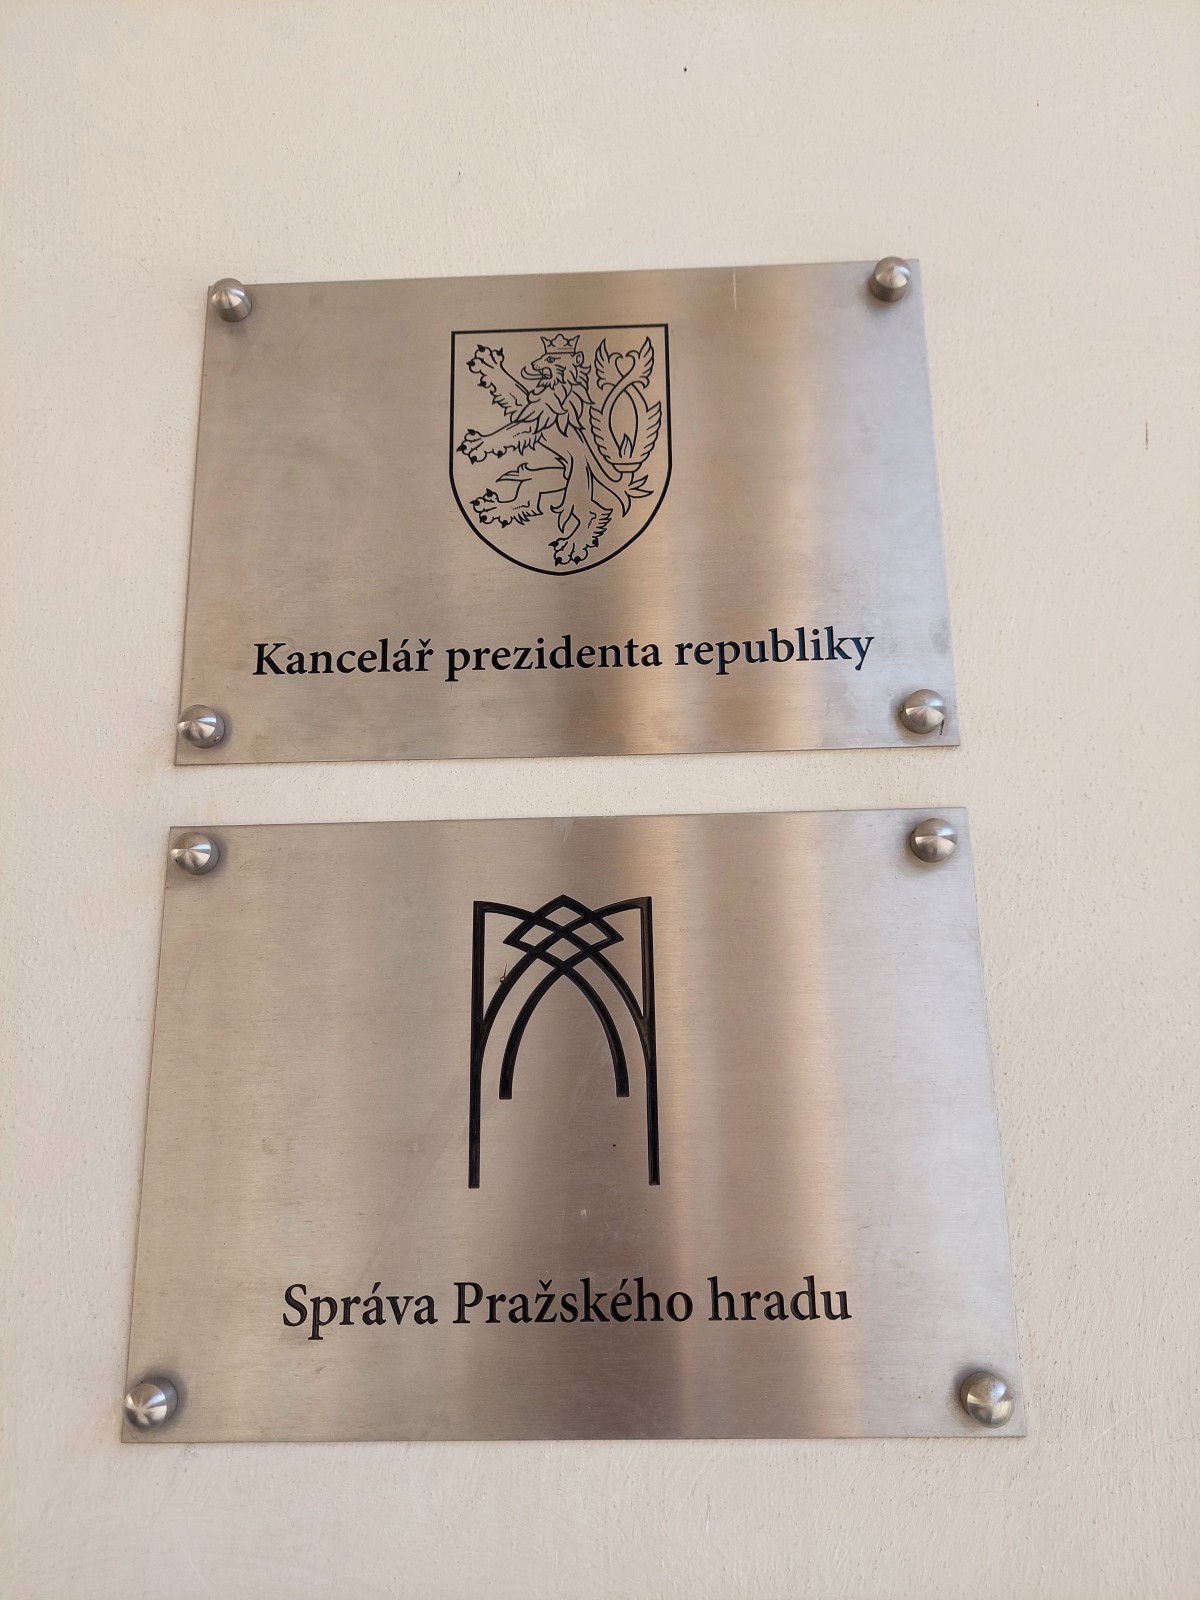 Kancelář prezidenta republiky
Správa Pražského hradu